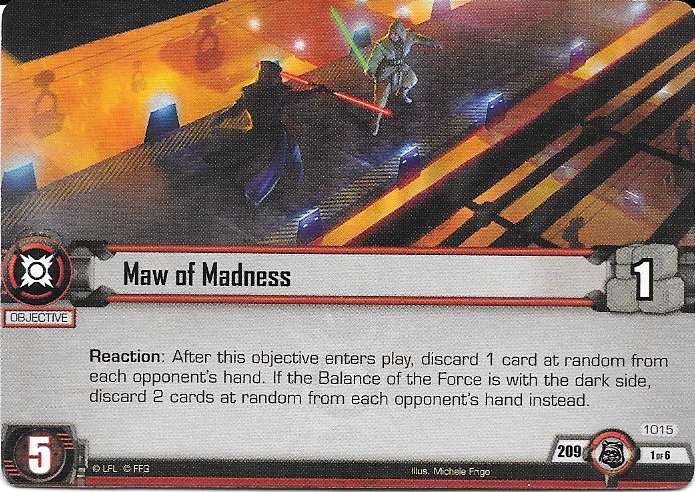 Maw of Madness
1
OBJECTIVE
Reaction: After this objective enters play, discard 1 card at random from
each opponent's hand. If the Balance of the Force is with the dark side,
discard 2 cards at random from each opponent's hand instead.
1015
5
209
1 OF 6
© LFL © FFG
Illus. Michele Frigo